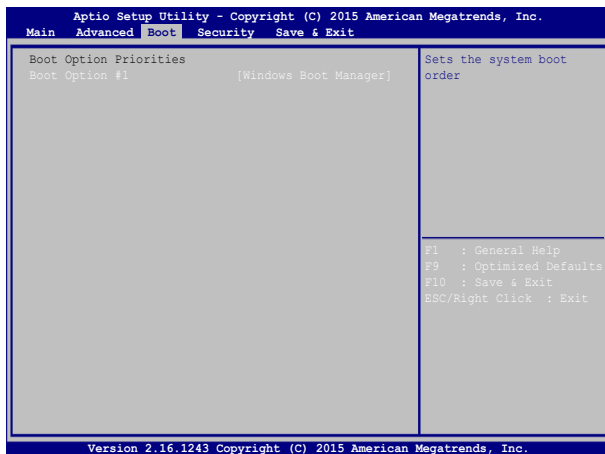 Aptio Setup Utility - Copyright (C) 2015 American Megatrends, Inc.
Main Advanced Boot Security Save & Exit
Boot Option Priorities
Boot Option #1 [Windows Boot Manager]
Sets the system boot
order
F1 : General Help
F9 : Optimized Defaults
F10 : Save & Exit
ESC/Right Click : Exit
Version 2.16.1243 Copyright (C) 2015 American Megatrends, Inc.